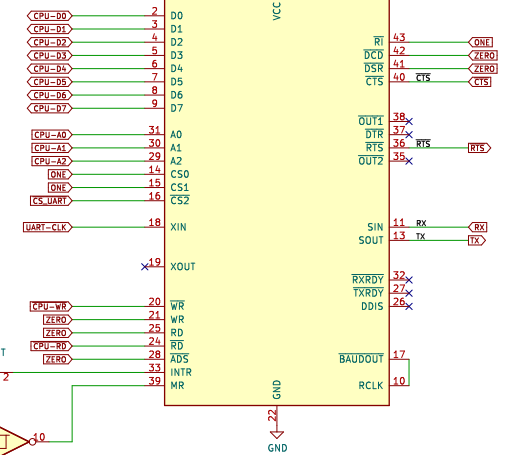 VCC
CPU-D0 2 D0
CPU-D1 3 D1
CPU-D2 4 D2
CPU-D3 5 D3
CPU-D4 6 D4
CPU-D5 7 D5
CPU-D6 8 D6
CPU-D7 9 D7
CPU-A0 31 A0
CPU-A1 30 A1
CPU-A2 29 A2
ONE 14 CS0
ONE 15 CS1
CS_UART 16 CS2
UART-CLK 18 XIN
19 XOUT
CPU-WR 20 WR
ZERO 21 WR
ZERO 25 RD
CPU-RD 24 RD
ZERO 28 ADS
33 INTR
39 MR
T
2
10
RI 43 ONE
DCD 42 ZERO
DSR 41 ZERO
CTS 40 CTS CTS
OUT1 38
DTR 37
RTS 36 RTS RTS
OUT2 35
SIN 11 RX RX
SOUT 13 TX TX
RXRDY 32
TXRDY 27
DDIS 26
BAUDOUT 17
RCLK 10
GND
22
GND